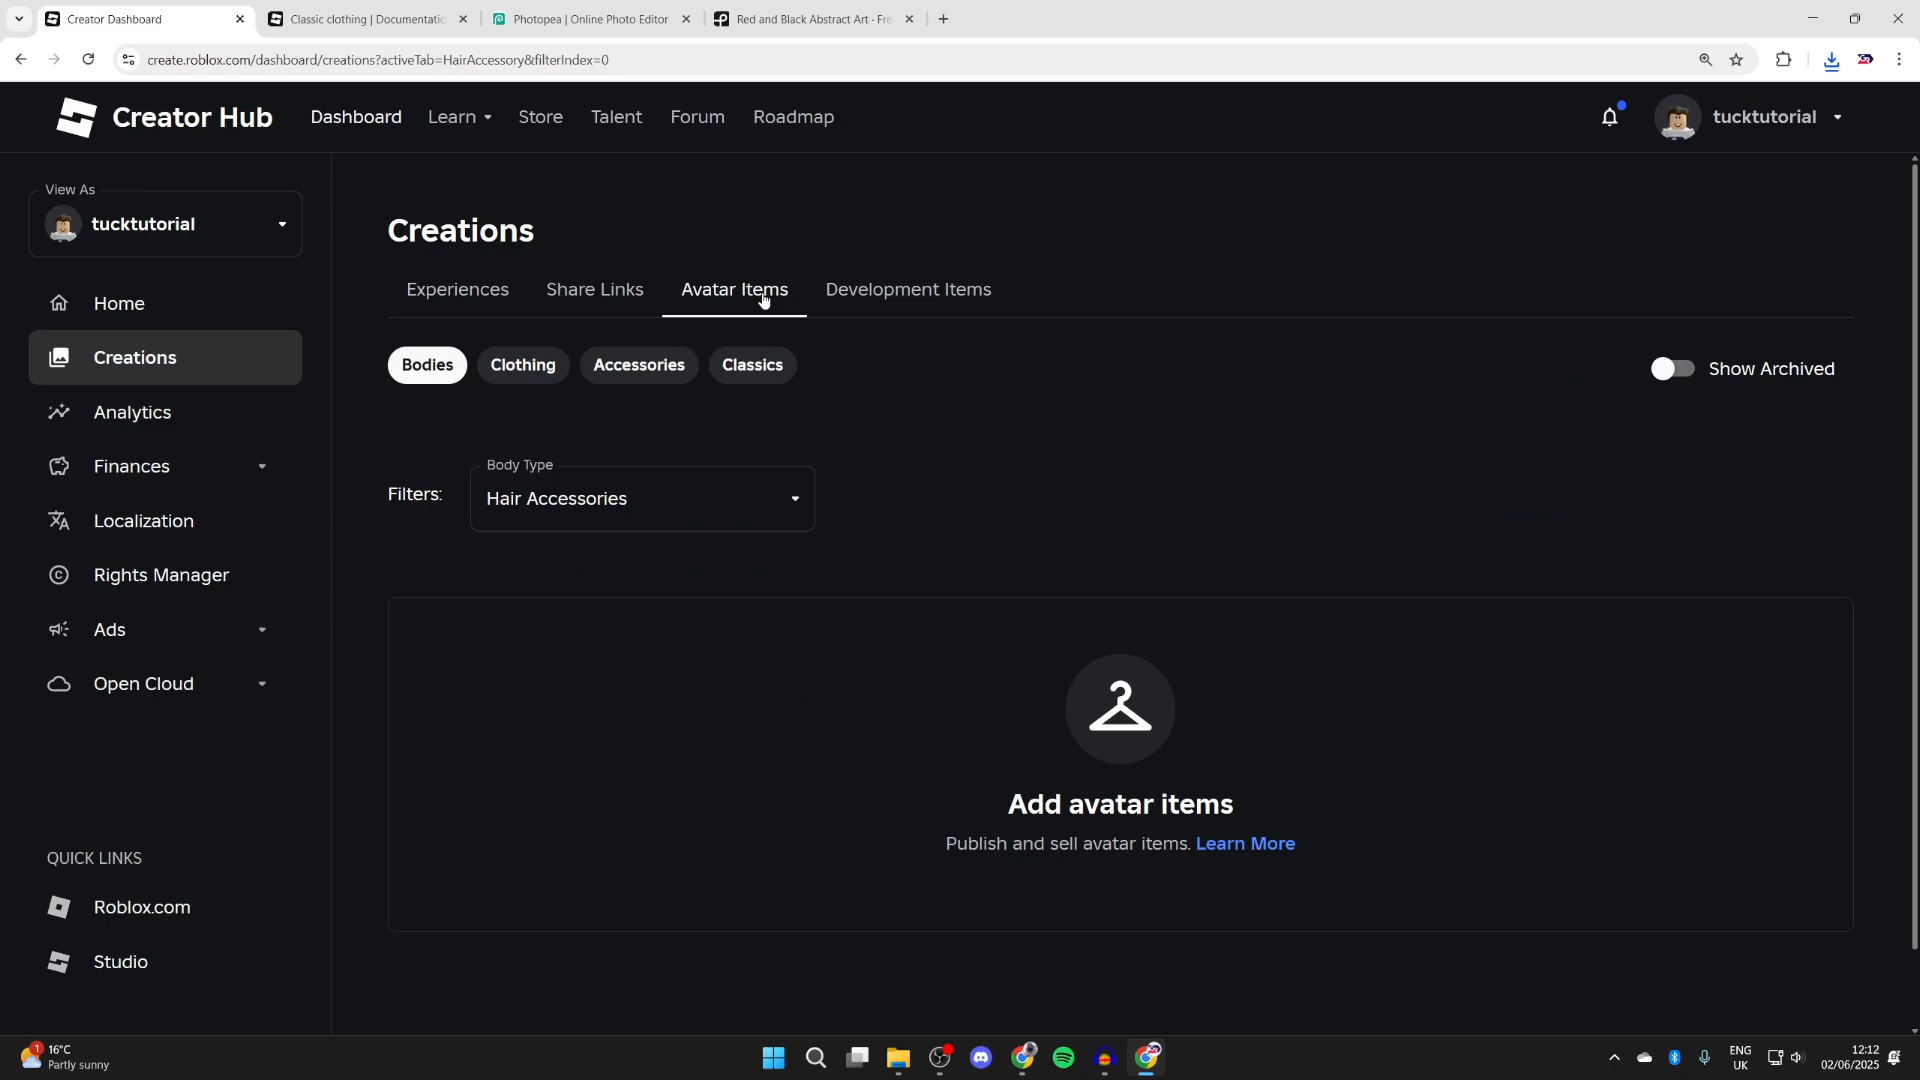 Creator Dashboard
Classic clothing | Documentatio
Photopea | Online Photo Editor
Red and Black Abstract Art · Fre
create.roblox.com/dashboard/creations?activeTab=HairAccessory&filterIndex=0
Creator Hub
Dashboard
Learn
Store
Talent
Forum
Roadmap
tucktutorial
View As
tucktutorial
Home
Creations
Analytics
Finances
Localization
Rights Manager
Ads
Open Cloud
QUICK LINKS
Roblox.com
Studio
Creations
Experiences
Share Links
Avatar Items
Development Items
Bodies
Clothing
Accessories
Classics
Show Archived
Filters:
Body Type
Hair Accessories
Add avatar items
Publish and sell avatar items. Learn More
1
16°C
Partly sunny
ENG
UK
12:12
02/06/2025